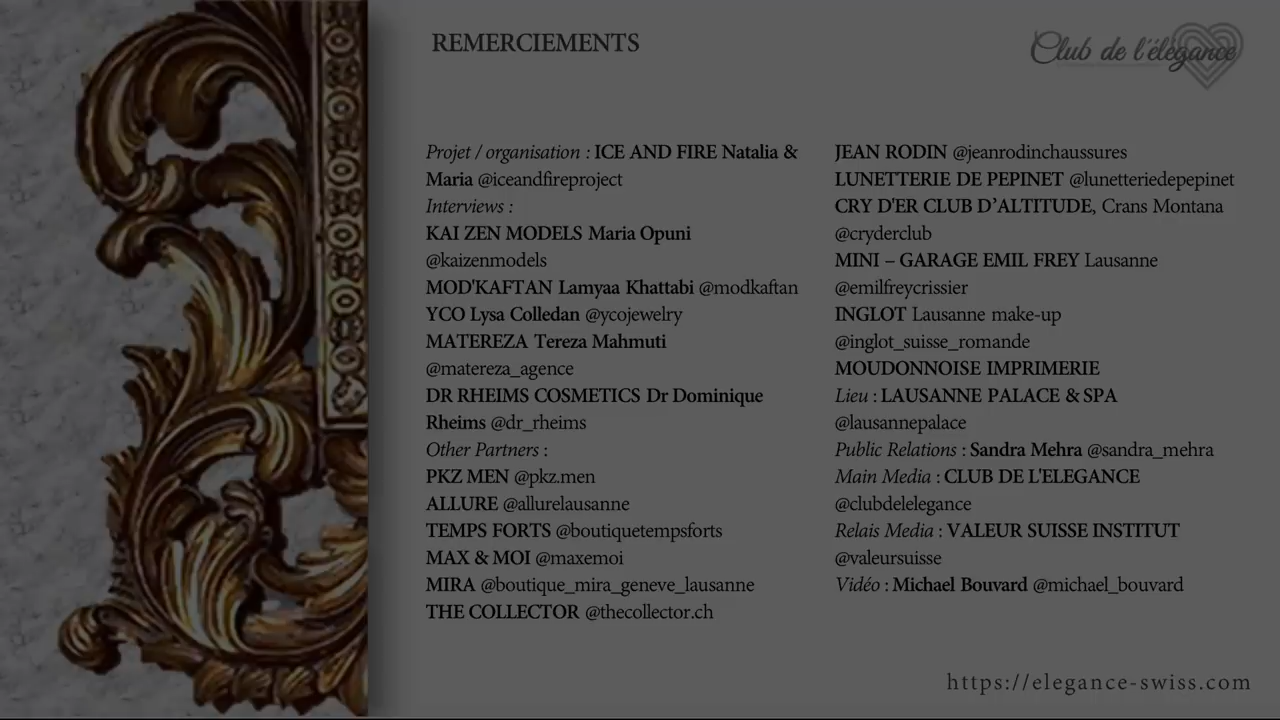 REMERCIEMENTS
Club de l'élégance
Projet / organisation : ICE AND FIRE Natalia &
Maria @iceandfireproject
Interviews :
KAI ZEN MODELS Maria Opuni
@kaizenmodels
MOD'KAFTAN Lamyaa Khattabi @modkaftan
YCO Lysa Colledan @ycojewelry
MATEREZA Tereza Mahmuti
@matereza_agence
DR RHEIMS COSMETICS Dr Dominique
Rheims @dr_rheims
Other Partners :
PKZ MEN @pkz.men
ALLURE @allurelausanne
TEMPS FORTS @boutiquetempsforts
MAX & MOI @maxemoi
MIRA @boutique_mira_geneve_lausanne
THE COLLECTOR @thecollector.ch
JEAN RODIN @jeanrodinchaussures
LUNETTERIE DE PEPINET @lunetteriedepepinet
CRY D'ER CLUB D’ALTITUDE, Crans Montana
@cryderclub
MINI – GARAGE EMIL FREY Lausanne
@emilfreycrissier
INGLOT Lausanne make-up
@inglot_suisse_romande
MOUDONNOISE IMPRIMERIE
Lieu : LAUSANNE PALACE & SPA
@lausannepalace
Public Relations : Sandra Mehra @sandra_mehra
Main Media : CLUB DE L'ELEGANCE
@clubdelelegance
Relais Media : VALEUR SUISSE INSTITUT
@valeursuisse
Vidéo : Michael Bouvard @michael_bouvard
https://elegance-swiss.com